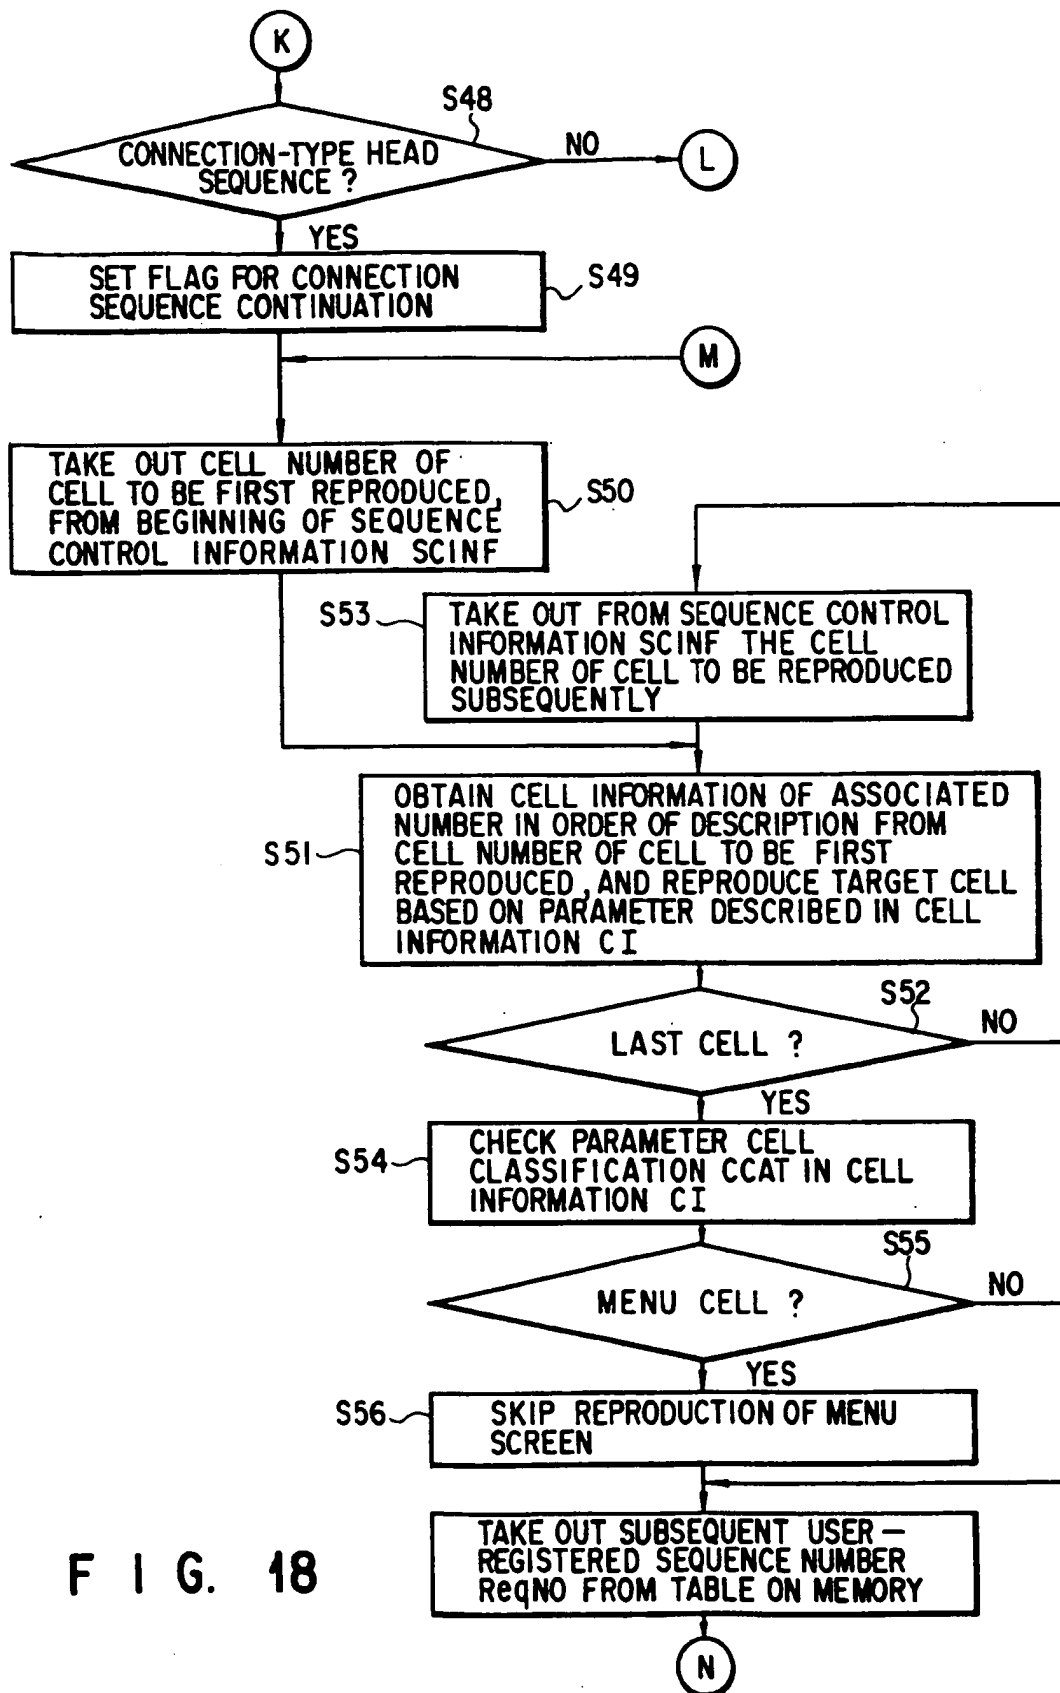 K
S48
CONNECTION-TYPE HEAD
SEQUENCE ?
NO
L
YES
SET FLAG FOR CONNECTION
SEQUENCE CONTINUATION
S49
M
TAKE OUT CELL NUMBER OF
CELL TO BE FIRST REPRODUCED,
FROM BEGINNING OF SEQUENCE
CONTROL INFORMATION SCINF
S50
S53
TAKE OUT FROM SEQUENCE CONTROL
INFORMATION SCINF THE CELL
NUMBER OF CELL TO BE REPRODUCED
SUBSEQUENTLY
S51
OBTAIN CELL INFORMATION OF ASSOCIATED
NUMBER IN ORDER OF DESCRIPTION FROM
CELL NUMBER OF CELL TO BE FIRST
REPRODUCED, AND REPRODUCE TARGET CELL
BASED ON PARAMETER DESCRIBED IN CELL
INFORMATION CI
S52
LAST CELL ?
NO
YES
S54
CHECK PARAMETER CELL
CLASSIFICATION CCAT IN CELL
INFORMATION CI
S55
MENU CELL ?
NO
YES
S56
SKIP REPRODUCTION OF MENU
SCREEN
TAKE OUT SUBSEQUENT USER-
REGISTERED SEQUENCE NUMBER
ReqNO FROM TABLE ON MEMORY
N
FIG. 18